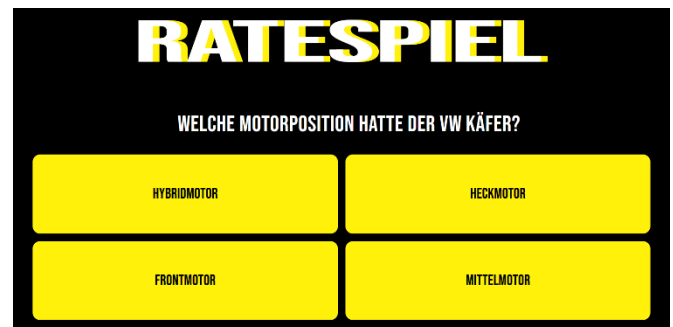 RATESPIEL
WELCHE MOTORPOSITION HATTE DER VW KÄFER?
HYBRIDMOTOR
HECKMOTOR
FRONTMOTOR
MITTELMOTOR